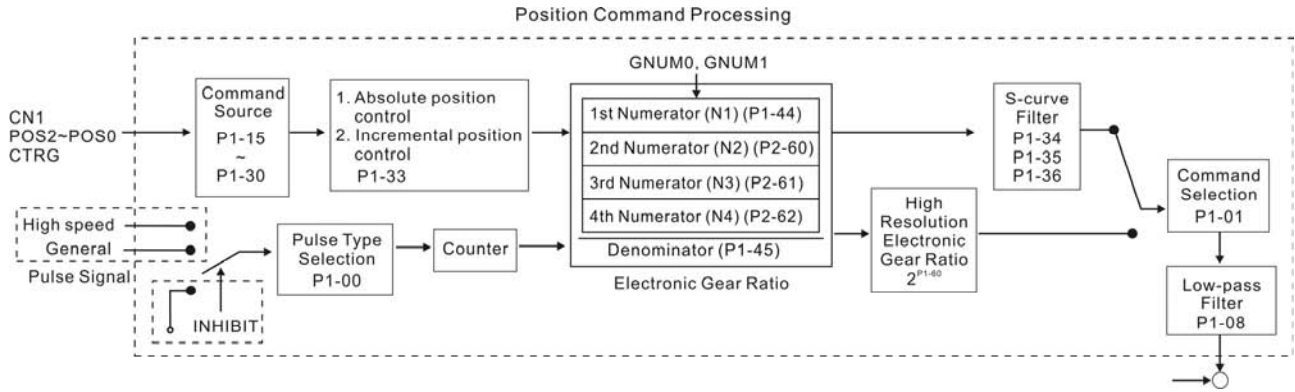 Position Command Processing
GNUM0, GNUM1
CN1
POS2~POS0
CTRG
Command
Source
P1-15
~
P1-30
1. Absolute position
control
2. Incremental position
control
P1-33
1st Numerator (N1) (P1-44)
2nd Numerator (N2) (P2-60)
3rd Numerator (N3) (P2-61)
4th Numerator (N4) (P2-62)
Denominator (P1-45)
Electronic Gear Ratio
S-curve
Filter
P1-34
P1-35
P1-36
Command
Selection
P1-01
High speed
General
Pulse Signal
INHIBIT
Pulse Type
Selection
P1-00
Counter
High
Resolution
Electronic
Gear Ratio
2^P1-60
Low-pass
Filter
P1-08